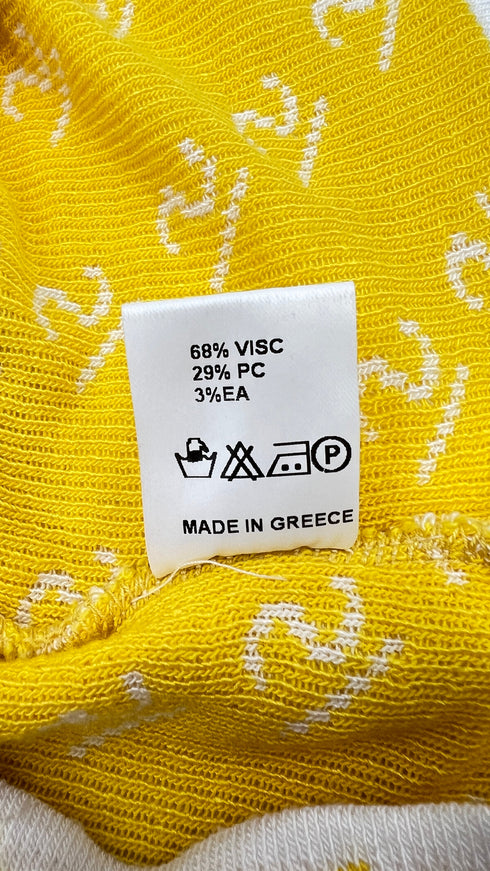 68% VISC
29% PC
3%EA
P
MADE IN GREECE